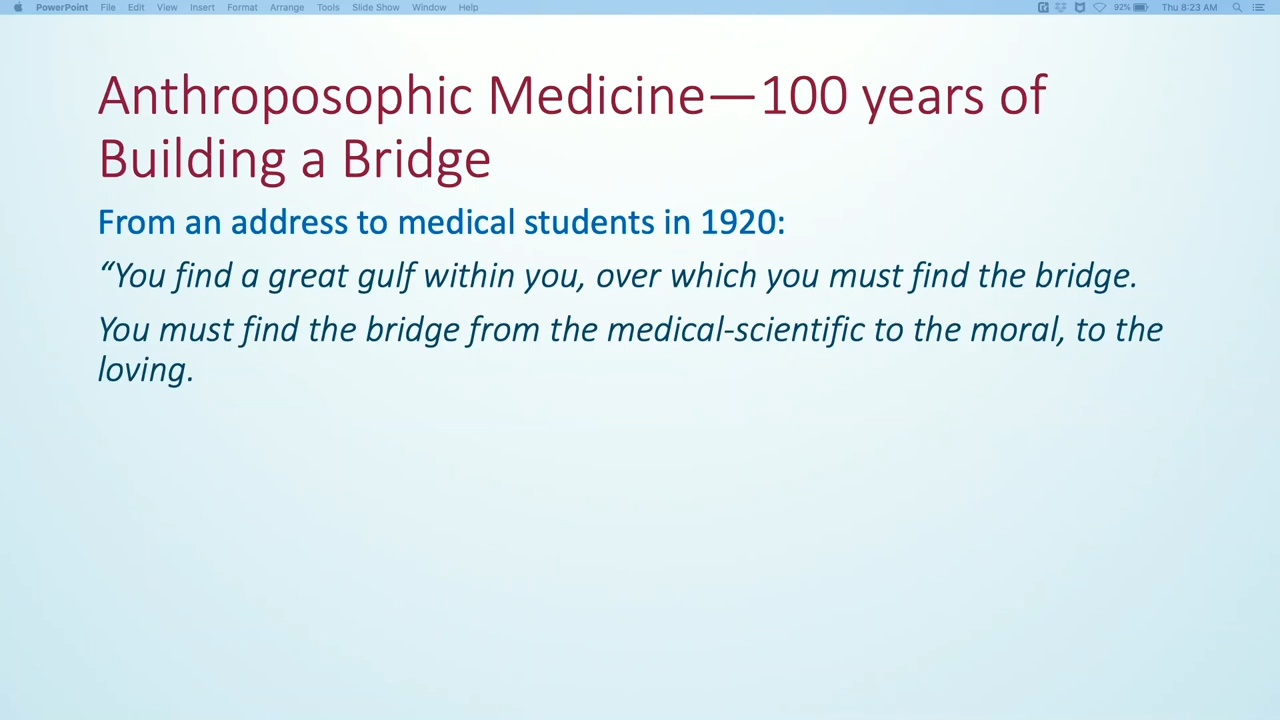 PowerPoint File Edit View Insert Format Arrange Tools Slide Show Window Help 92% Thu 8:23 AM
Anthroposophic Medicine—100 years of
Building a Bridge
From an address to medical students in 1920:
“You find a great gulf within you, over which you must find the bridge.
You must find the bridge from the medical-scientific to the moral, to the
loving.